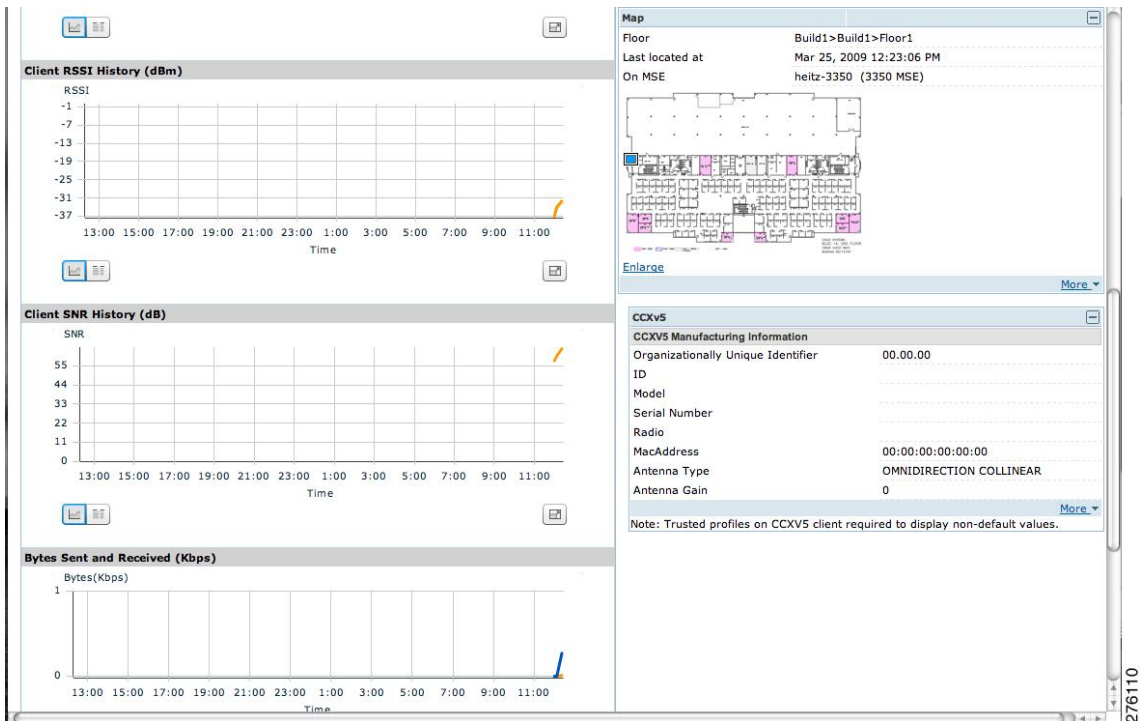 Client RSSI History (dBm)
RSSI
-1
-7
-13
-19
-25
-31
-37
13:00 15:00 17:00 19:00 21:00 23:00 1:00 3:00 5:00 7:00 9:00 11:00
Time
Client SNR History (dB)
SNR
55
44
33
22
11
0
13:00 15:00 17:00 19:00 21:00 23:00 1:00 3:00 5:00 7:00 9:00 11:00
Time
Bytes Sent and Received (Kbps)
Bytes(Kbps)
1
0
13:00 15:00 17:00 19:00 21:00 23:00 1:00 3:00 5:00 7:00 9:00 11:00
Time
Map
Floor Build1>Build1>Floor1
Last located at Mar 25, 2009 12:23:06 PM
On MSE heitz-3350 (3350 MSE)
Enlarge
More
CCXv5
CCXV5 Manufacturing Information
Organizationally Unique Identifier 00.00.00
ID
Model
Serial Number
Radio
MacAddress 00:00:00:00:00:00
Antenna Type OMNIDIRECTION COLLINEAR
Antenna Gain 0
More
Note: Trusted profiles on CCXV5 client required to display non-default values.
276110